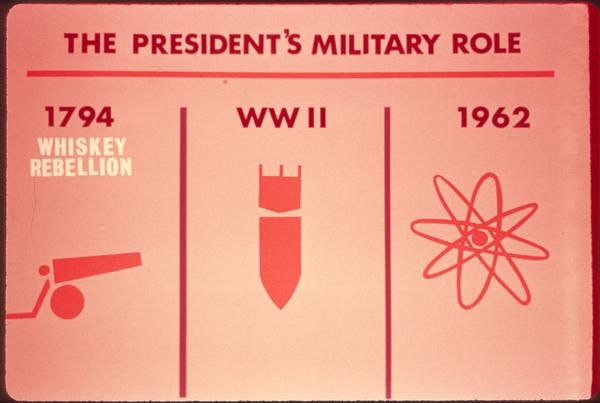 THE PRESIDENT'S MILITARY ROLE
1794
WHISKEY
REBELLION
WW II
1962